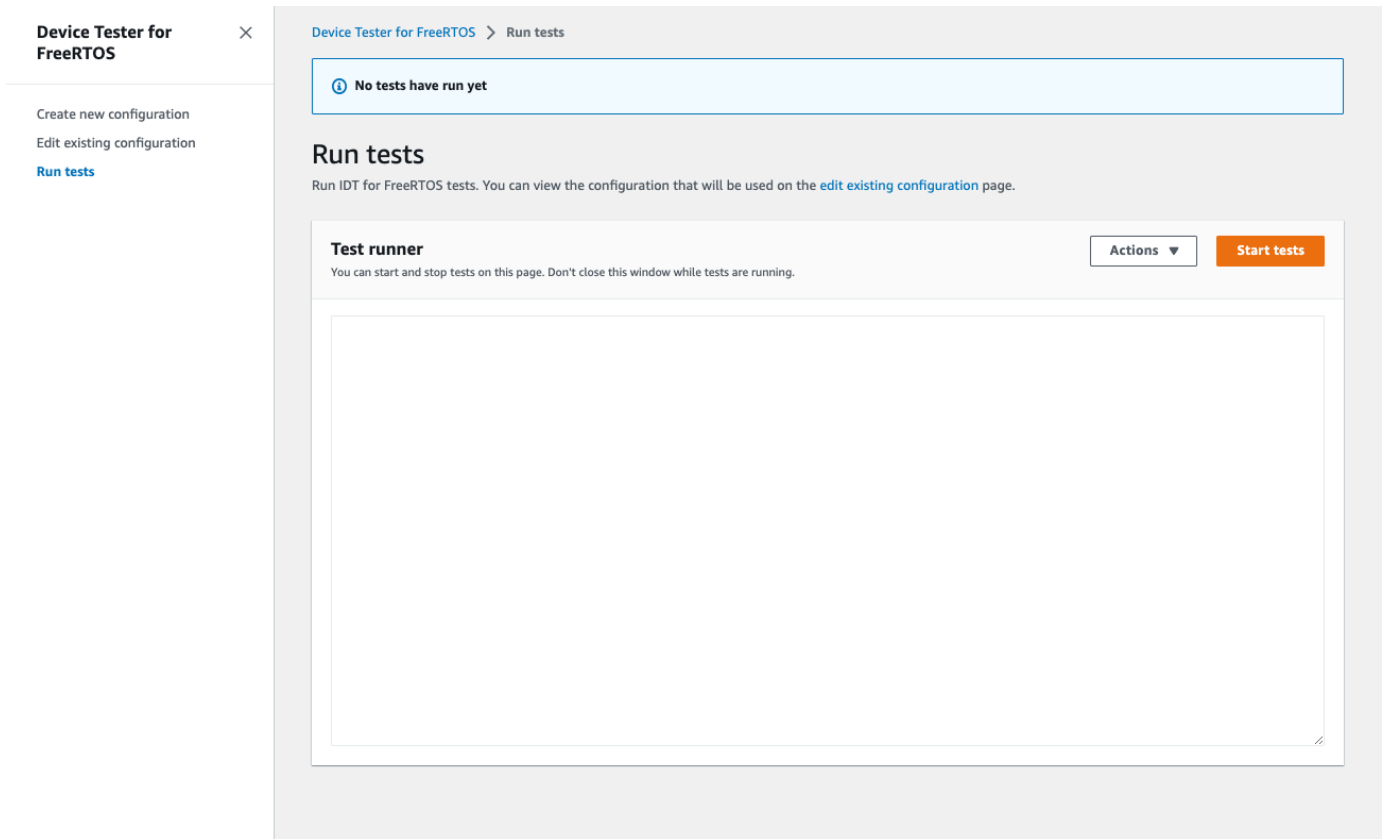 Device Tester for
FreeRTOS
Create new configuration
Edit existing configuration
Run tests
Device Tester for FreeRTOS > Run tests
No tests have run yet
Run tests
Run IDT for FreeRTOS tests. You can view the configuration that will be used on the edit existing configuration page.
Test runner
You can start and stop tests on this page. Don't close this window while tests are running.
Actions
Start tests